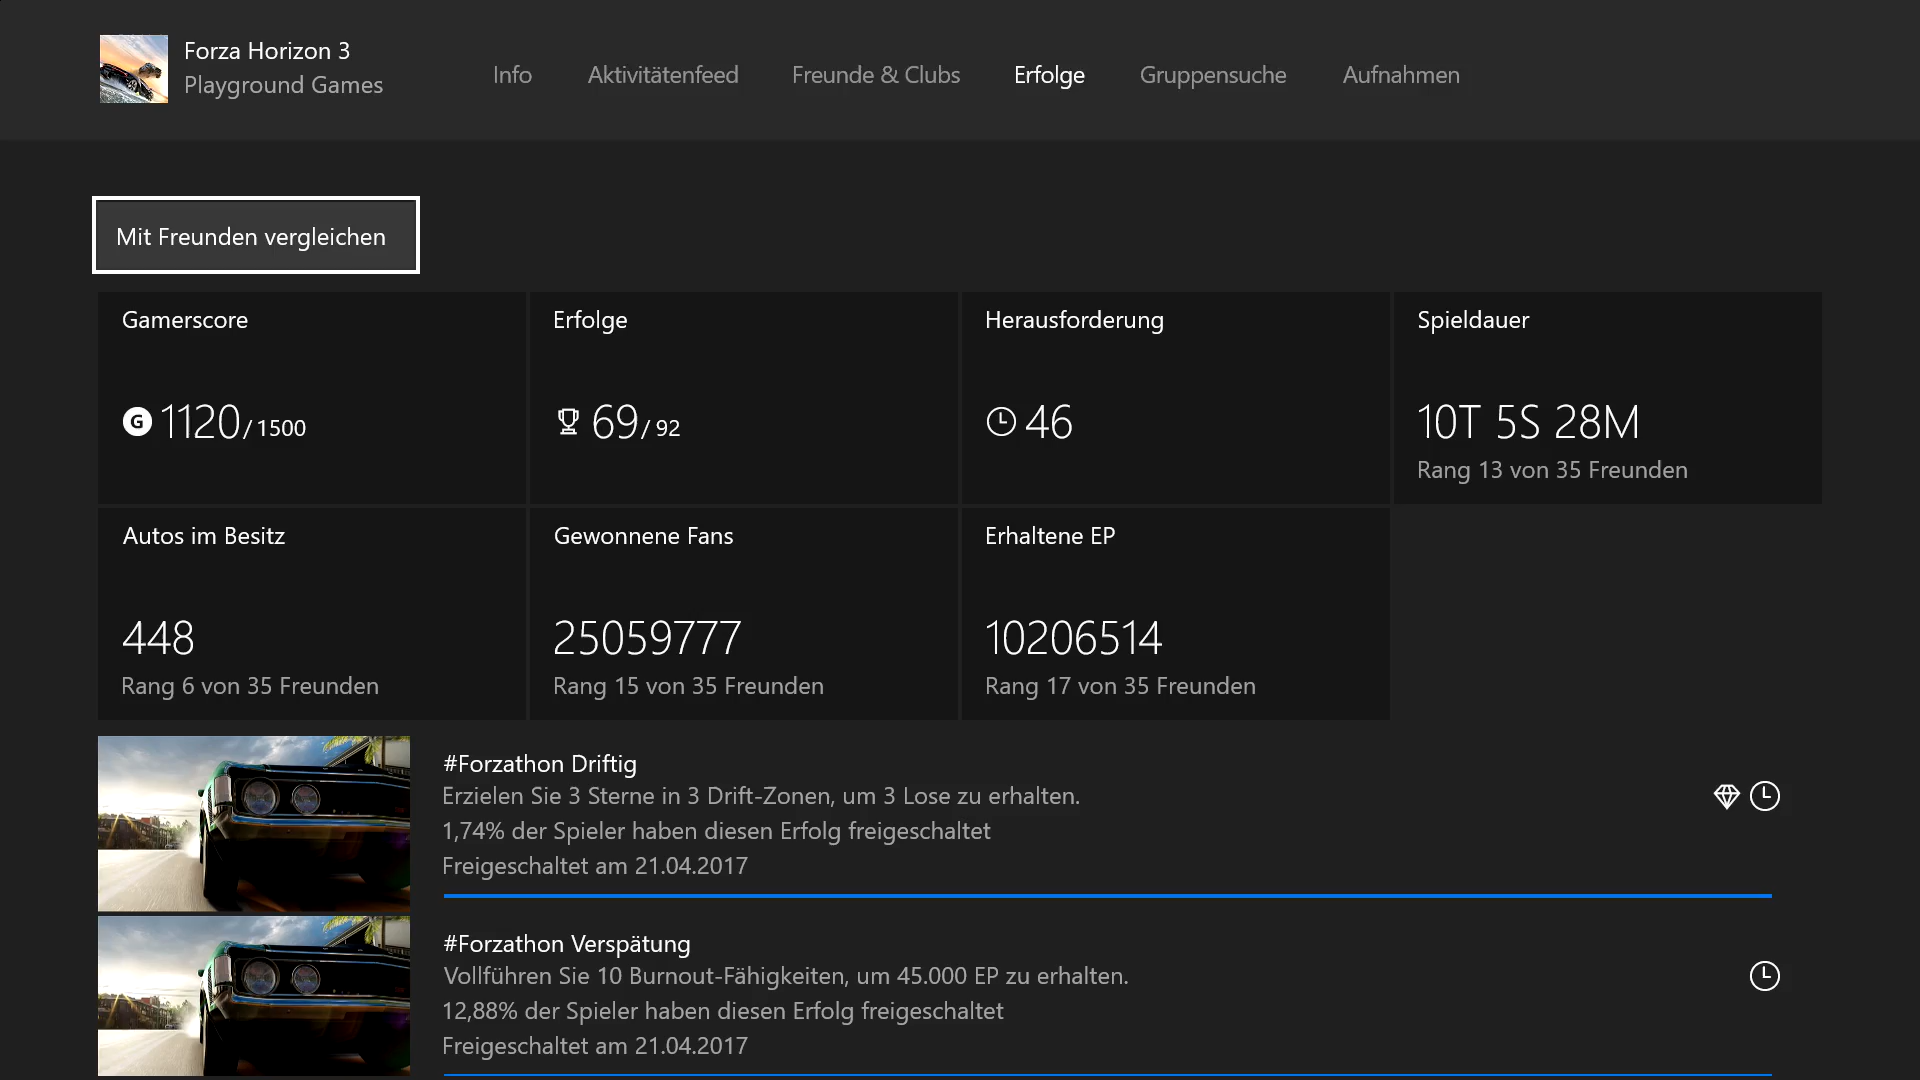 Forza Horizon 3
Playground Games
Info
Aktivitätenfeed
Freunde & Clubs
Erfolge
Gruppensuche
Aufnahmen
Mit Freunden vergleichen
Gamerscore
G 1120/ 1500
Erfolge
69/ 92
Herausforderung
46
Spieldauer
10T 5S 28M
Rang 13 von 35 Freunden
Autos im Besitz
448
Rang 6 von 35 Freunden
Gewonnene Fans
25059777
Rang 15 von 35 Freunden
Erhaltene EP
10206514
Rang 17 von 35 Freunden
#Forzathon Driftig
Erzielen Sie 3 Sterne in 3 Drift-Zonen, um 3 Lose zu erhalten.
1,74% der Spieler haben diesen Erfolg freigeschaltet
Freigeschaltet am 21.04.2017
#Forzathon Verspätung
Vollführen Sie 10 Burnout-Fähigkeiten, um 45.000 EP zu erhalten.
12,88% der Spieler haben diesen Erfolg freigeschaltet
Freigeschaltet am 21.04.2017